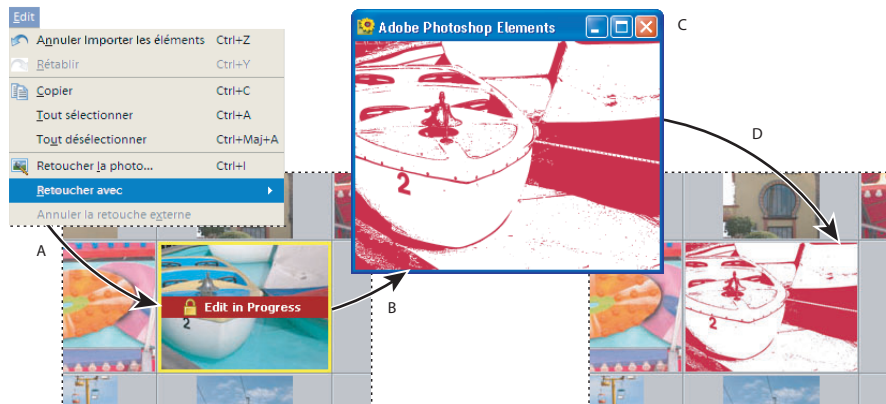 Edit
Annuler Importer les éléments Ctrl+Z
Rétablir Ctrl+Y
Copier Ctrl+C
Tout sélectionner Ctrl+A
Tout désélectionner Ctrl+Maj+A
Retoucher la photo... Ctrl+I
Retoucher avec
Annuler la retouche externe
A
Edit in Progress
2
B
Adobe Photoshop Elements
2
C
D
2